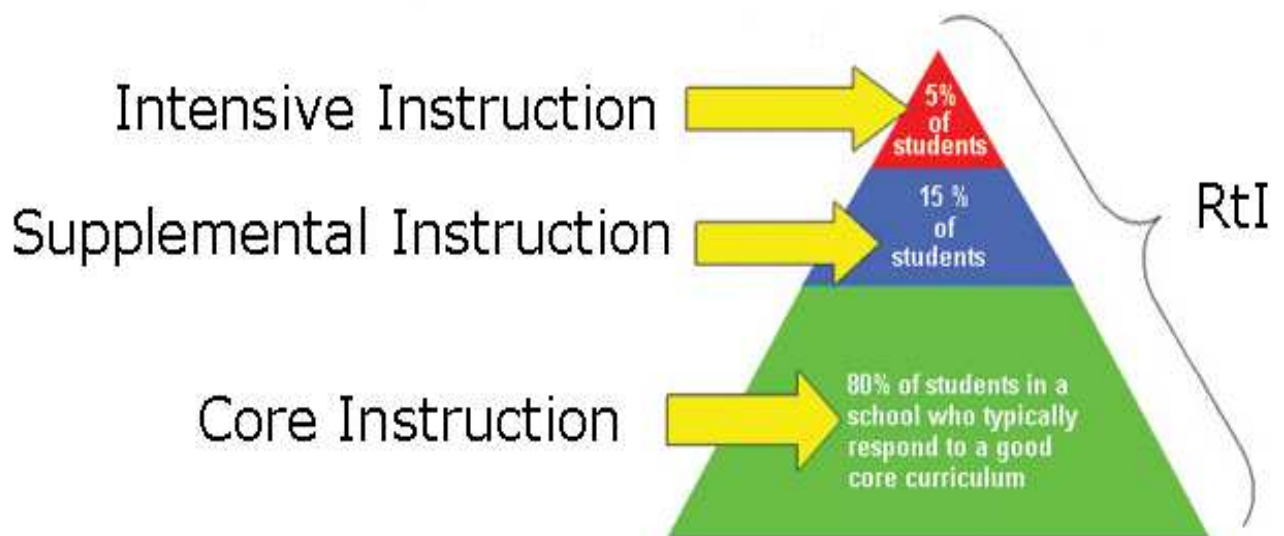 Intensive Instruction
5%
of
students
Supplemental Instruction
15 %
of
students
RtI
Core Instruction
80% of students in a
school who typically
respond to a good
core curriculum